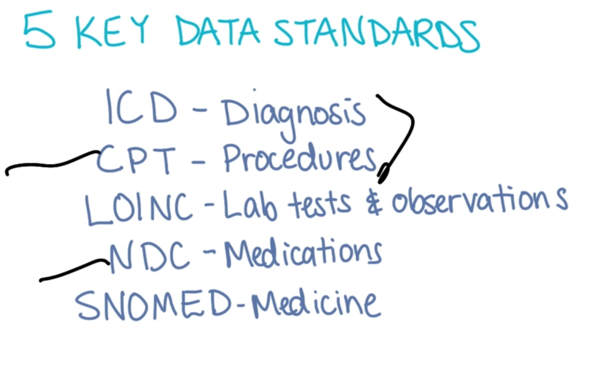 5 KEY DATA STANDARDS
ICD - Diagnosis
CPT - Procedures
LOINC - Lab tests & observations
NDC - Medications
SNOMED - Medicine